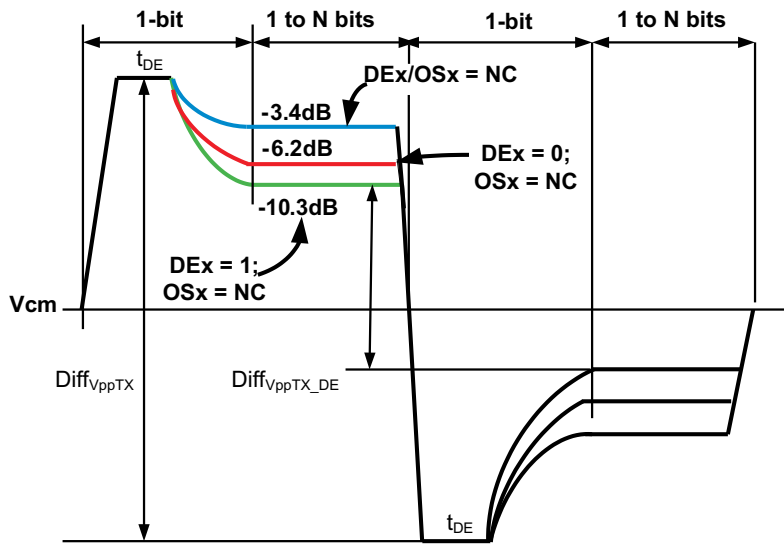 1-bit
1 to N bits
1-bit
1 to N bits
tDE
DEx/OSx = NC
-3.4dB
-6.2dB
DEx = 0;
OSx = NC
-10.3dB
DEx = 1;
OSx = NC
Vcm
DiffVppTX
DiffVppTX_DE
tDE